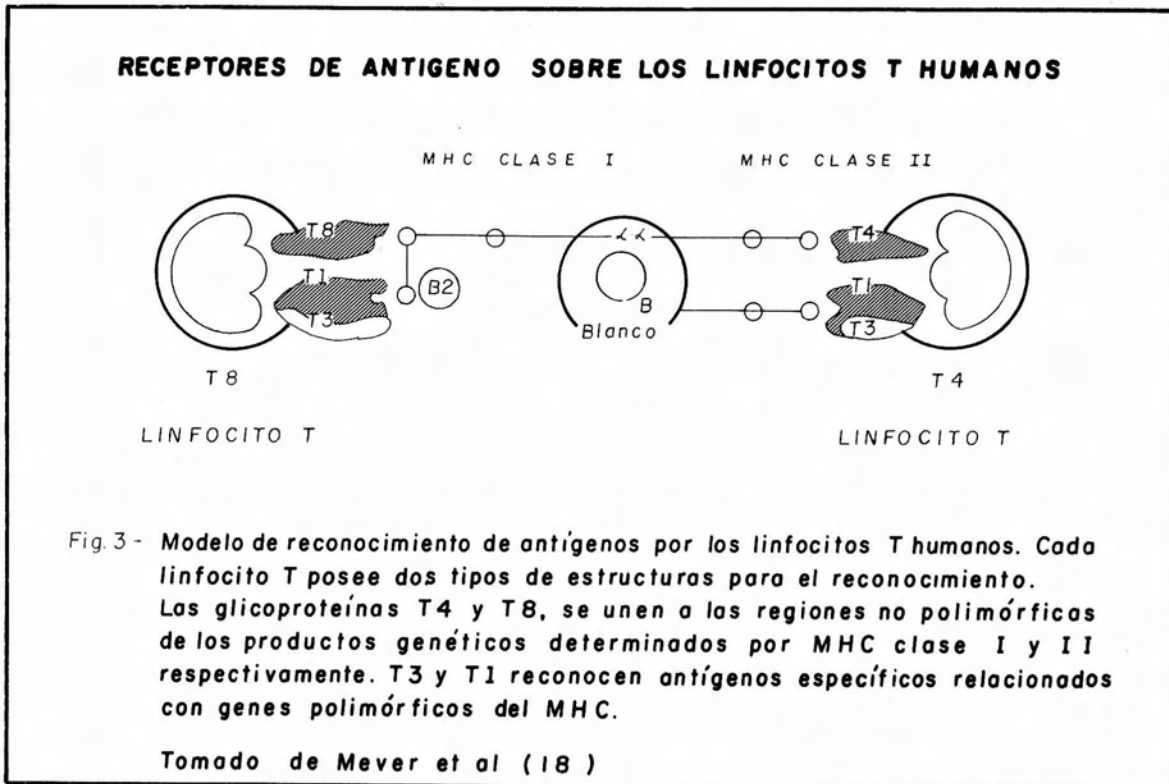 RECEPTORES DE ANTIGENO SOBRE LOS LINFOCITOS T HUMANOS
MHC CLASE I
MHC CLASE II
T8
T1
T3
B2
αα
B
Blanco
T4
T1
T3
T8
T4
LINFOCITO T
LINFOCITO T
Fig. 3 - Modelo de reconocimiento de antígenos por los linfocitos T humanos. Cada
linfocito T posee dos tipos de estructuras para el reconocimiento.
Las glicoproteínas T4 y T8, se unen a las regiones no polimórficas
de los productos genéticos determinados por MHC clase I y II
respectivamente. T3 y T1 reconocen antígenos específicos relacionados
con genes polimórficos del MHC.
Tomado de Mever et al (18)